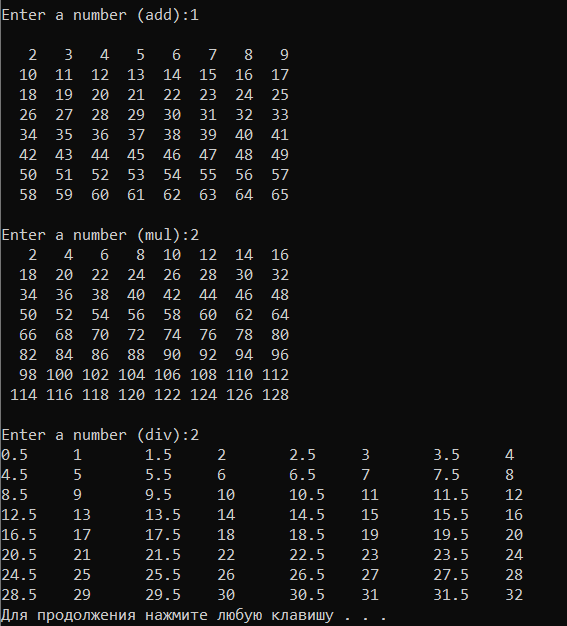 Enter a number (add):1
2 3 4 5 6 7 8 9
10 11 12 13 14 15 16 17
18 19 20 21 22 23 24 25
26 27 28 29 30 31 32 33
34 35 36 37 38 39 40 41
42 43 44 45 46 47 48 49
50 51 52 53 54 55 56 57
58 59 60 61 62 63 64 65
Enter a number (mul):2
2 4 6 8 10 12 14 16
18 20 22 24 26 28 30 32
34 36 38 40 42 44 46 48
50 52 54 56 58 60 62 64
66 68 70 72 74 76 78 80
82 84 86 88 90 92 94 96
98 100 102 104 106 108 110 112
114 116 118 120 122 124 126 128
Enter a number (div):2
0.5 1 1.5 2 2.5 3 3.5 4
4.5 5 5.5 6 6.5 7 7.5 8
8.5 9 9.5 10 10.5 11 11.5 12
12.5 13 13.5 14 14.5 15 15.5 16
16.5 17 17.5 18 18.5 19 19.5 20
20.5 21 21.5 22 22.5 23 23.5 24
24.5 25 25.5 26 26.5 27 27.5 28
28.5 29 29.5 30 30.5 31 31.5 32
Для продолжения нажмите любую клавишу . . .